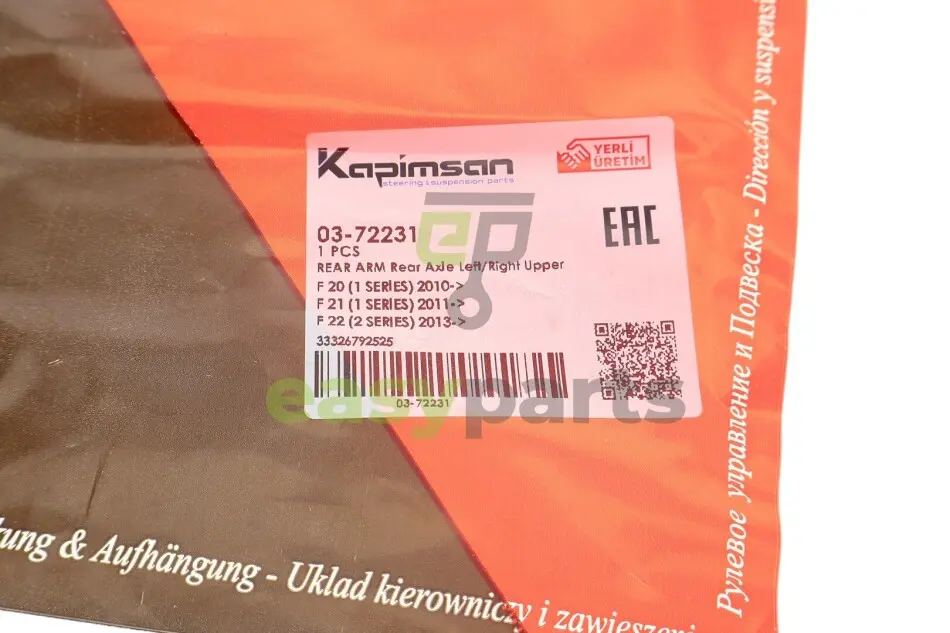 Kapimsan
steering & suspension parts
YERLİ
ÜRETİM
EAC
03-72231
1 PCS
REAR ARM Rear Axle Left/Right Upper
F 20 (1 SERIES) 2010->
F 21 (1 SERIES) 2011->
F 22 (2 SERIES) 2013->
33326792525
03-72231
ep
easyparts
Рулевое управление и Подвеска - Dirección y
& Aufhängung - Układ kierowniczy i